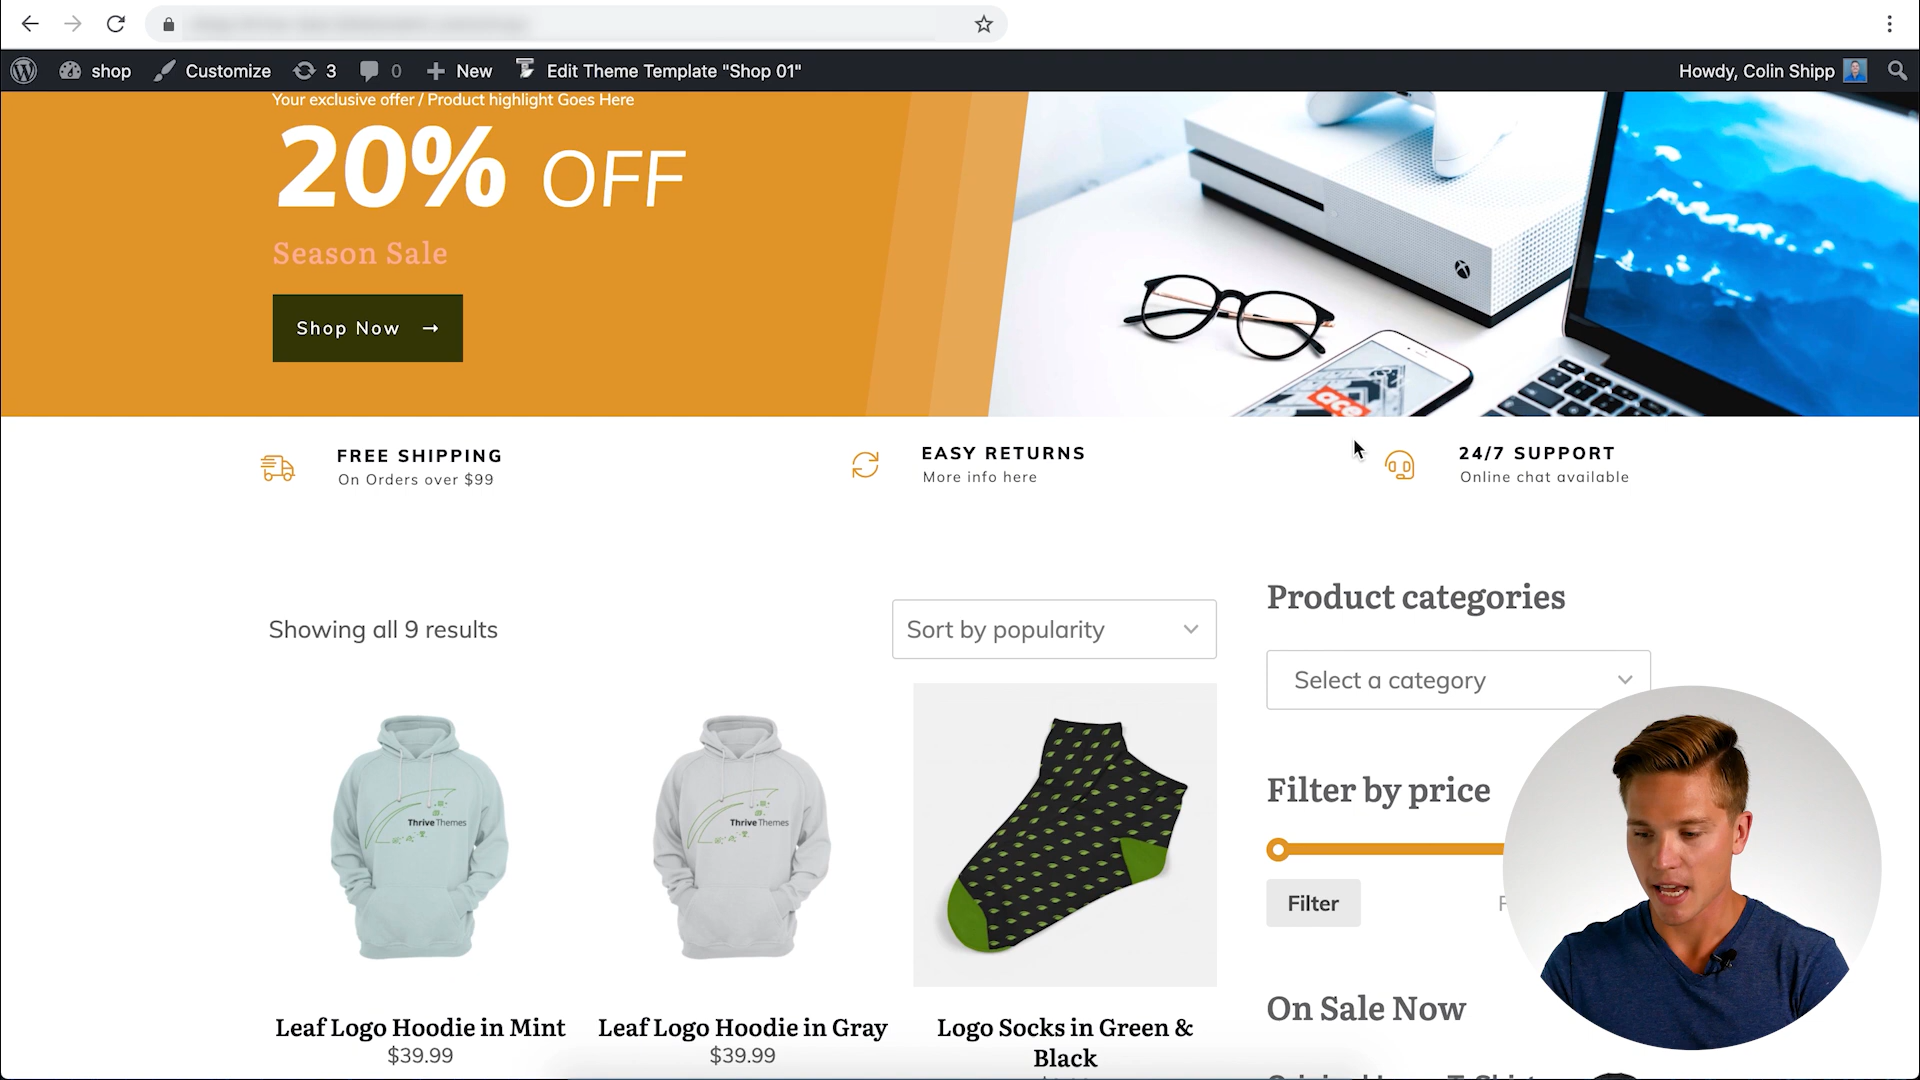 shop Customize 3 0 New Edit Theme Template "Shop 01" Howdy, Colin Shipp
Your exclusive offer / Product highlight Goes Here
20% OFF
Season Sale
Shop Now →
ace
FREE SHIPPING
On Orders over $99
EASY RETURNS
More info here
24/7 SUPPORT
Online chat available
Product categories
Showing all 9 results
Sort by popularity
Select a category
Thrive Themes
Thrive Themes
Filter by price
Filter
On Sale Now
Leaf Logo Hoodie in Mint
$39.99
Leaf Logo Hoodie in Gray
$39.99
Logo Socks in Green &
Black